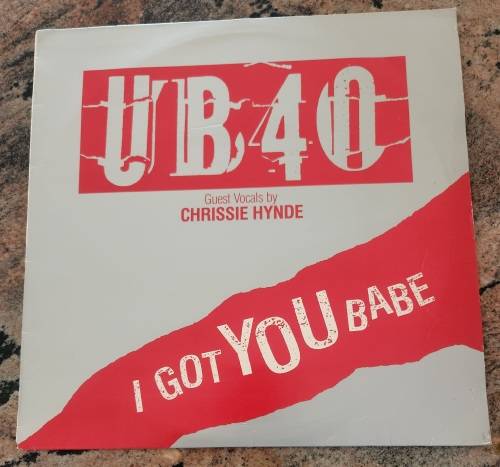 UB40
Guest Vocals by
CHRISSIE HYNDE
I GOT YOU BABE